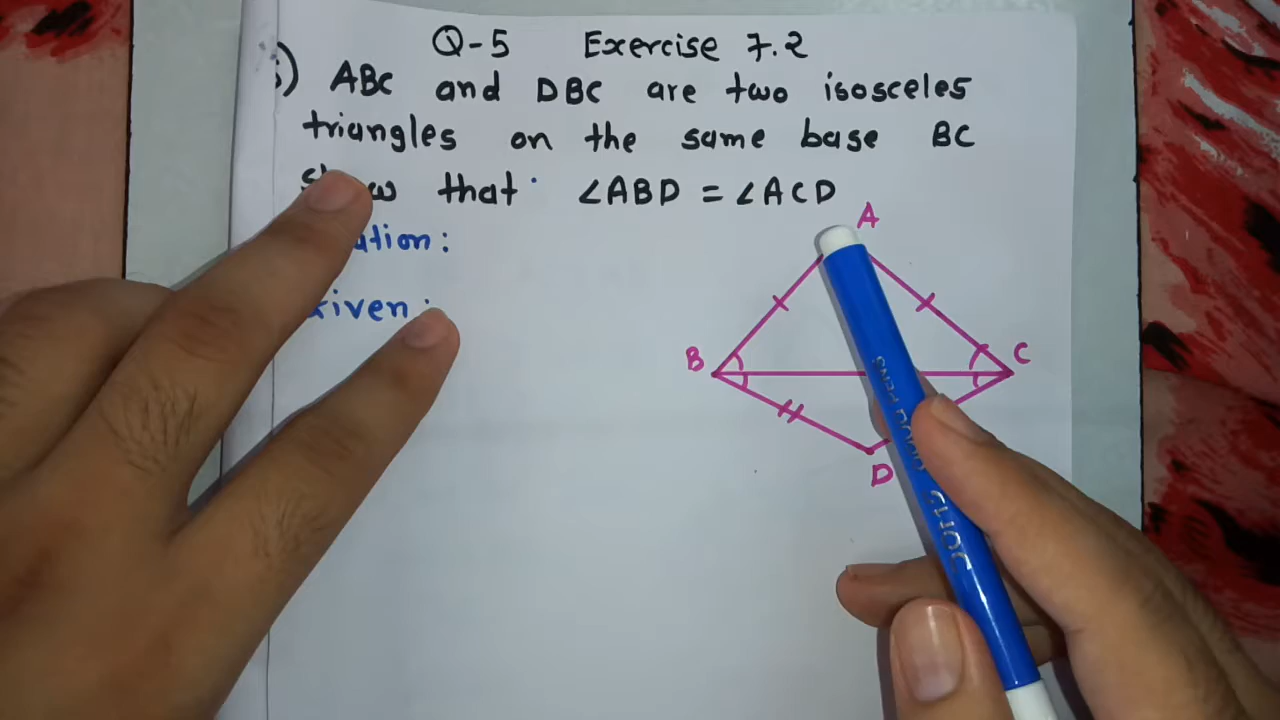 Q-5 Exercise 7.2
) ABC and DBC are two isosceles
triangles on the same base BC
that ∠ABD = ∠ACD
A
B
C
D